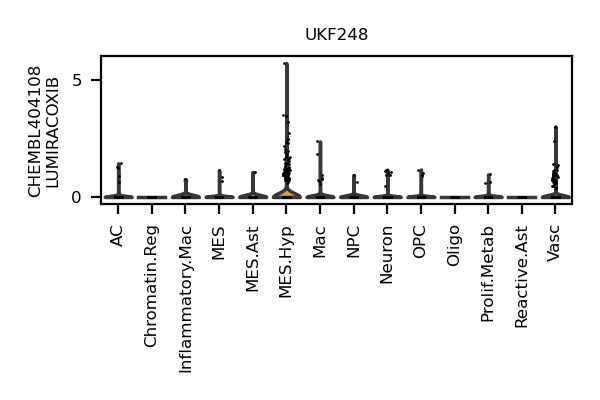 UKF248
CHEMBL404108
LUMIRACOXIB
5
0
AC
Chromatin.Reg
Inflammatory.Mac
MES
MES.Ast
MES.Hyp
Mac
NPC
Neuron
OPC
Oligo
Prolif.Metab
Reactive.Ast
Vasc